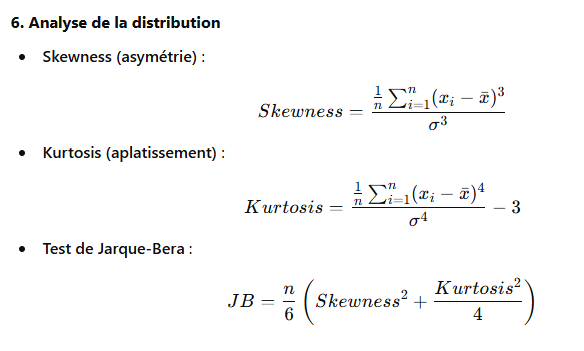 6. Analyse de la distribution
• Skewness (asymétrie) :
Skewness = \frac{\frac{1}{n} \sum_{i=1}^{n} (x_i - \bar{x})^3}{\sigma^3}
• Kurtosis (aplatissement) :
Kurtosis = \frac{\frac{1}{n} \sum_{i=1}^{n} (x_i - \bar{x})^4}{\sigma^4} - 3
• Test de Jarque-Bera :
JB = \frac{n}{6} \left( Skewness^2 + \frac{Kurtosis^2}{4} \right)